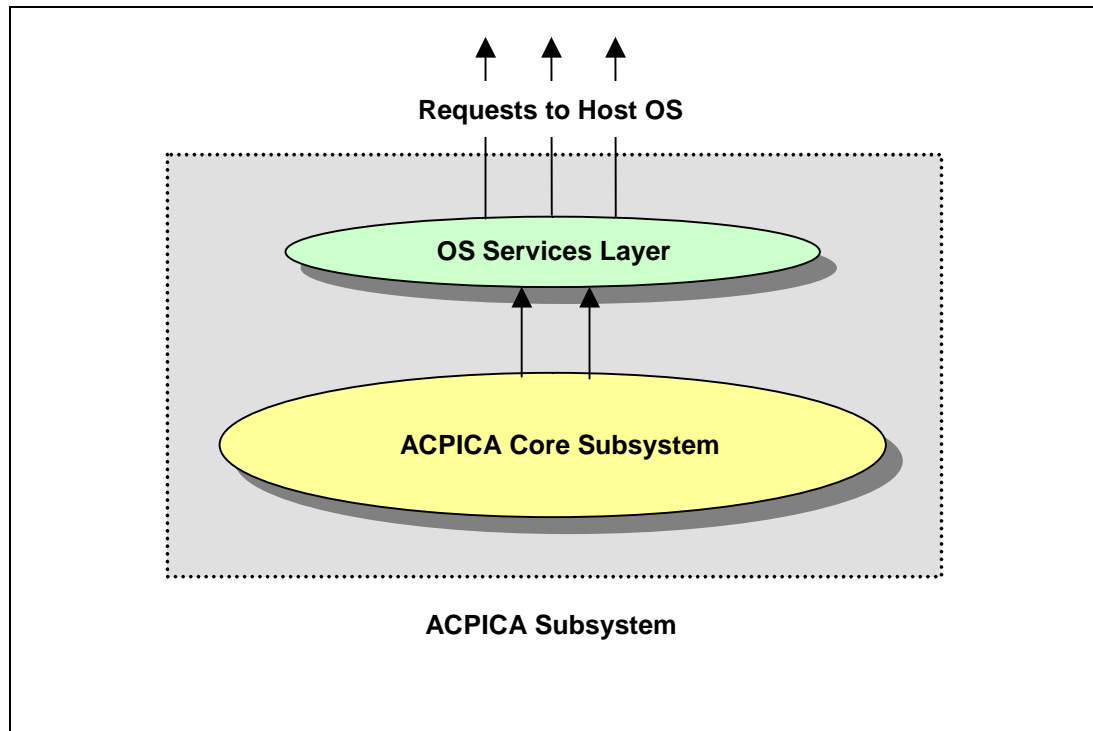 Requests to Host OS
OS Services Layer
ACPICA Core Subsystem
ACPICA Subsystem